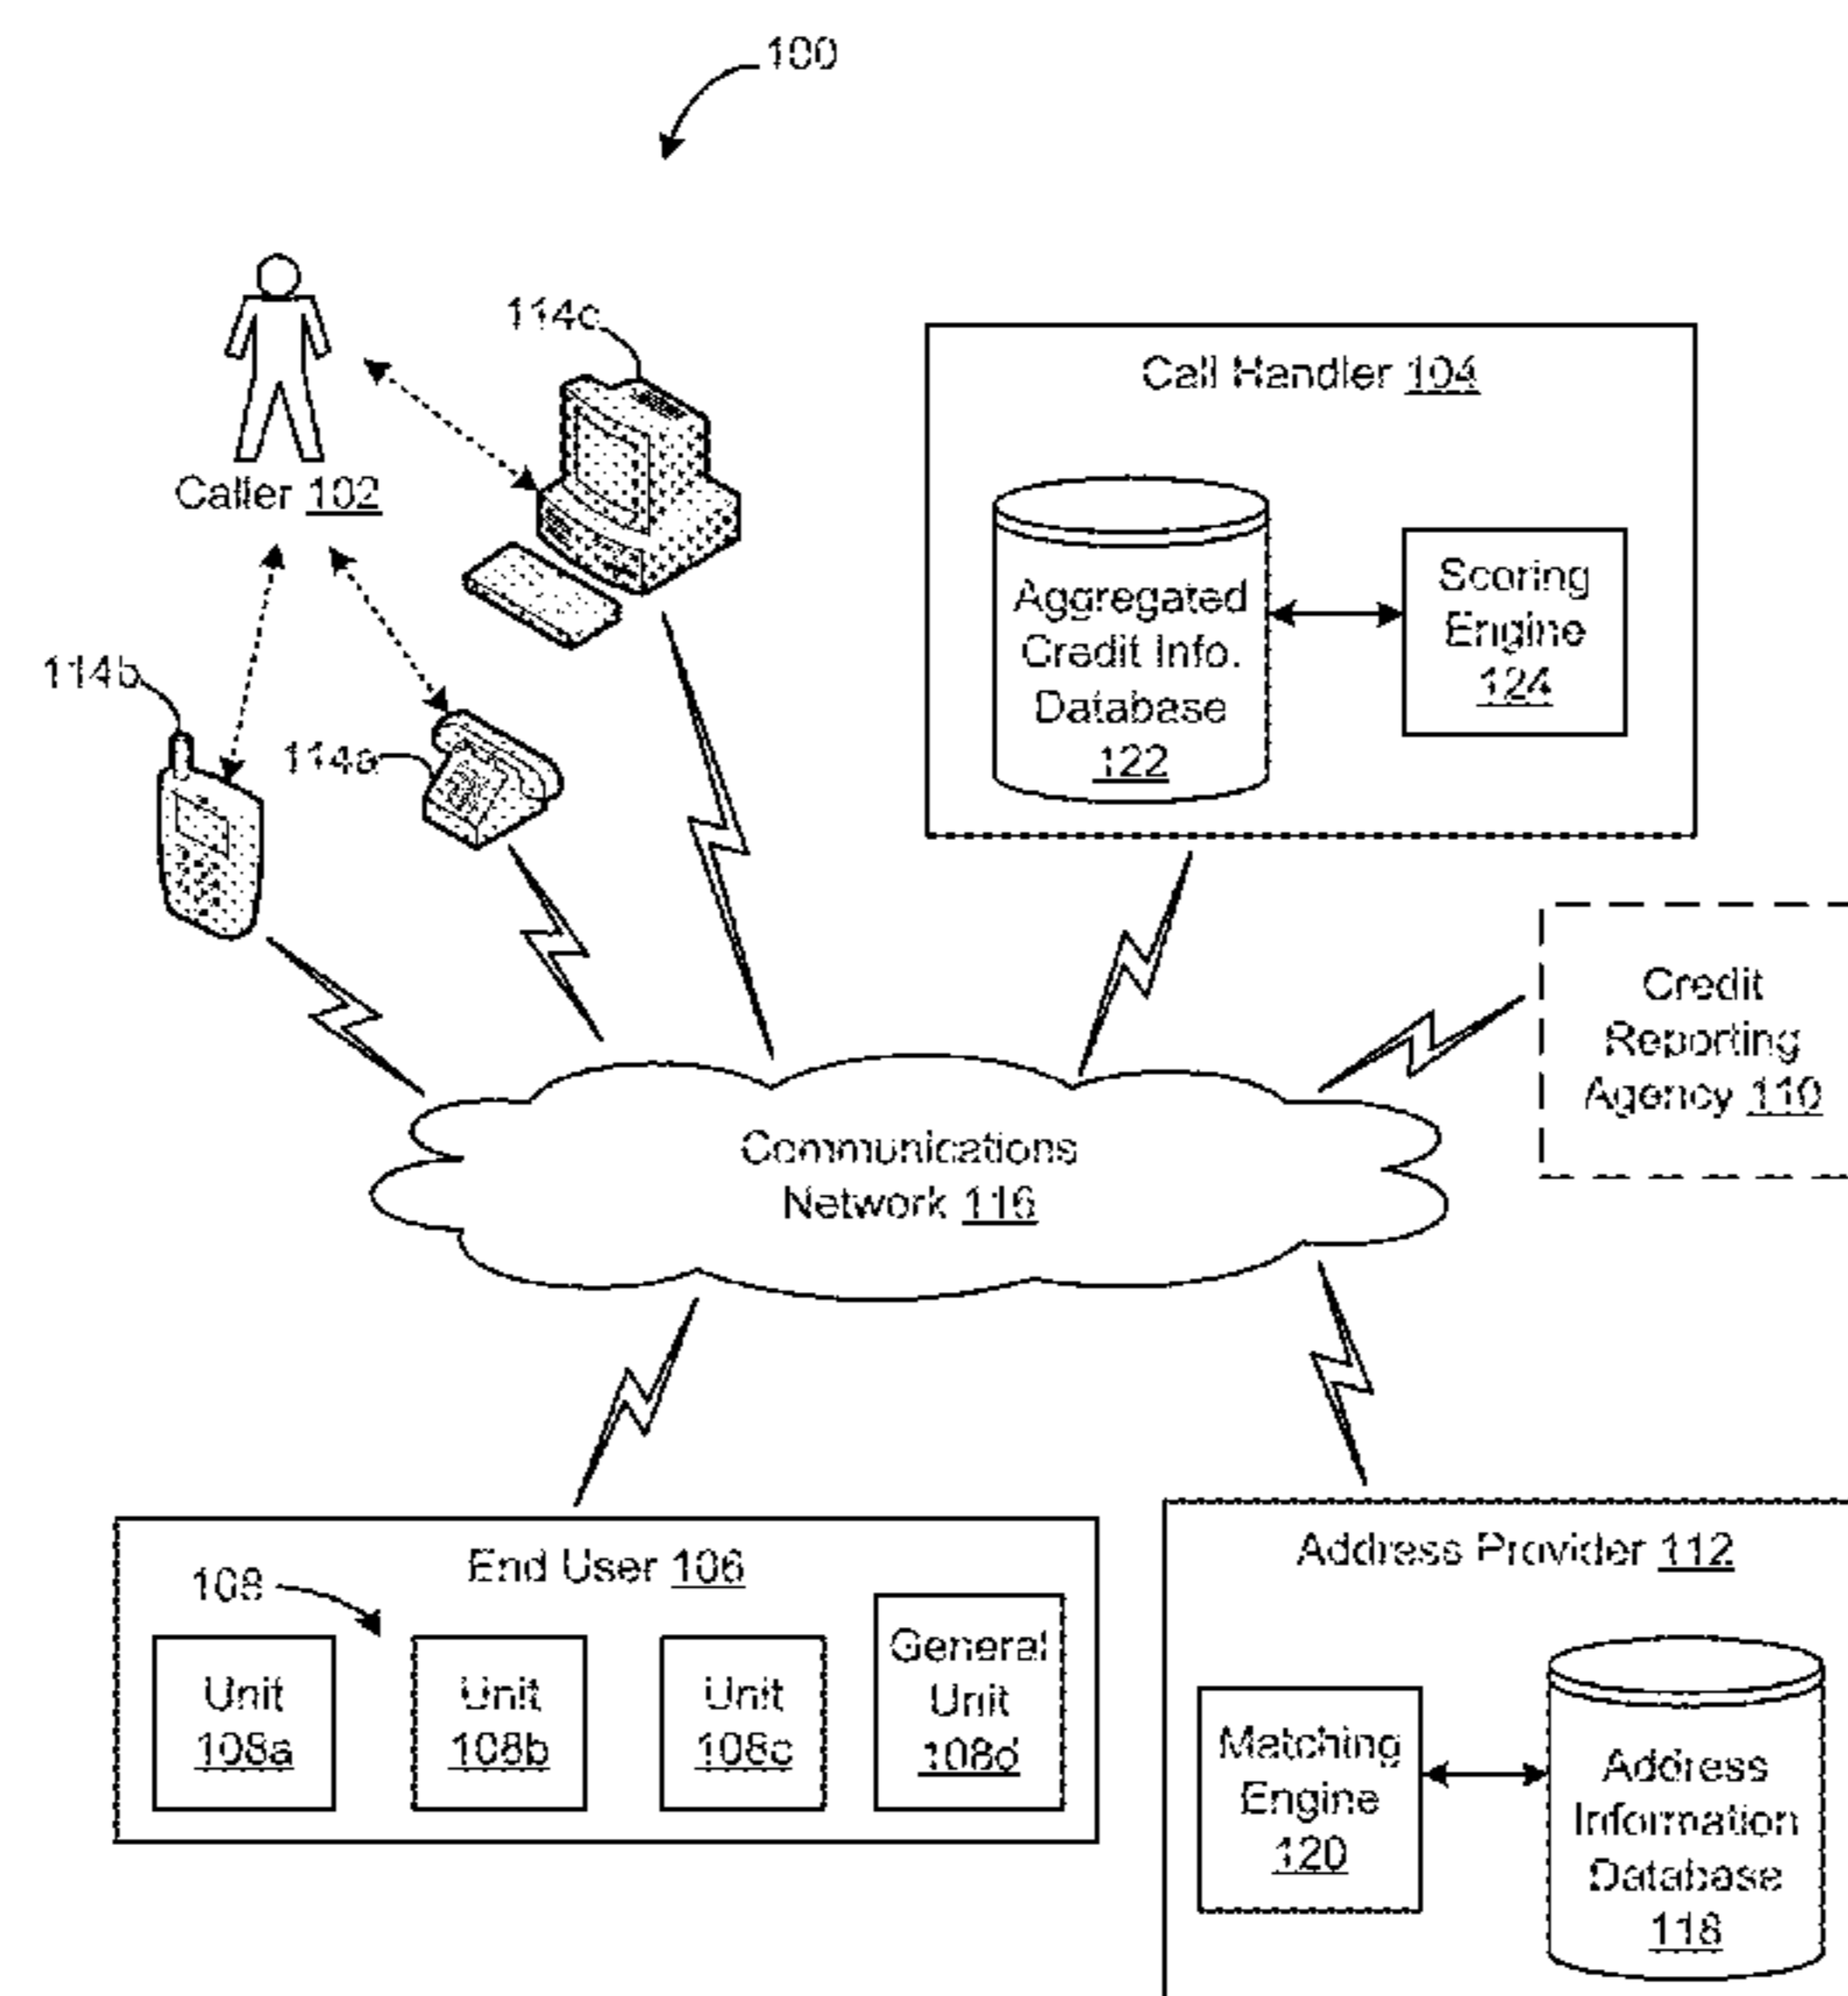 100
114c
Caller 102
114b
114a
Call Handler 104
Aggregated
Credit Info.
Database
122
Scoring
Engine
124
Credit
Reporting
Agency 110
Communications
Network 116
End User 106
108
Unit
108a
Unit
108b
Unit
108c
General
Unit
108d
Address Provider 112
Matching
Engine
120
Address
Information
Database
118